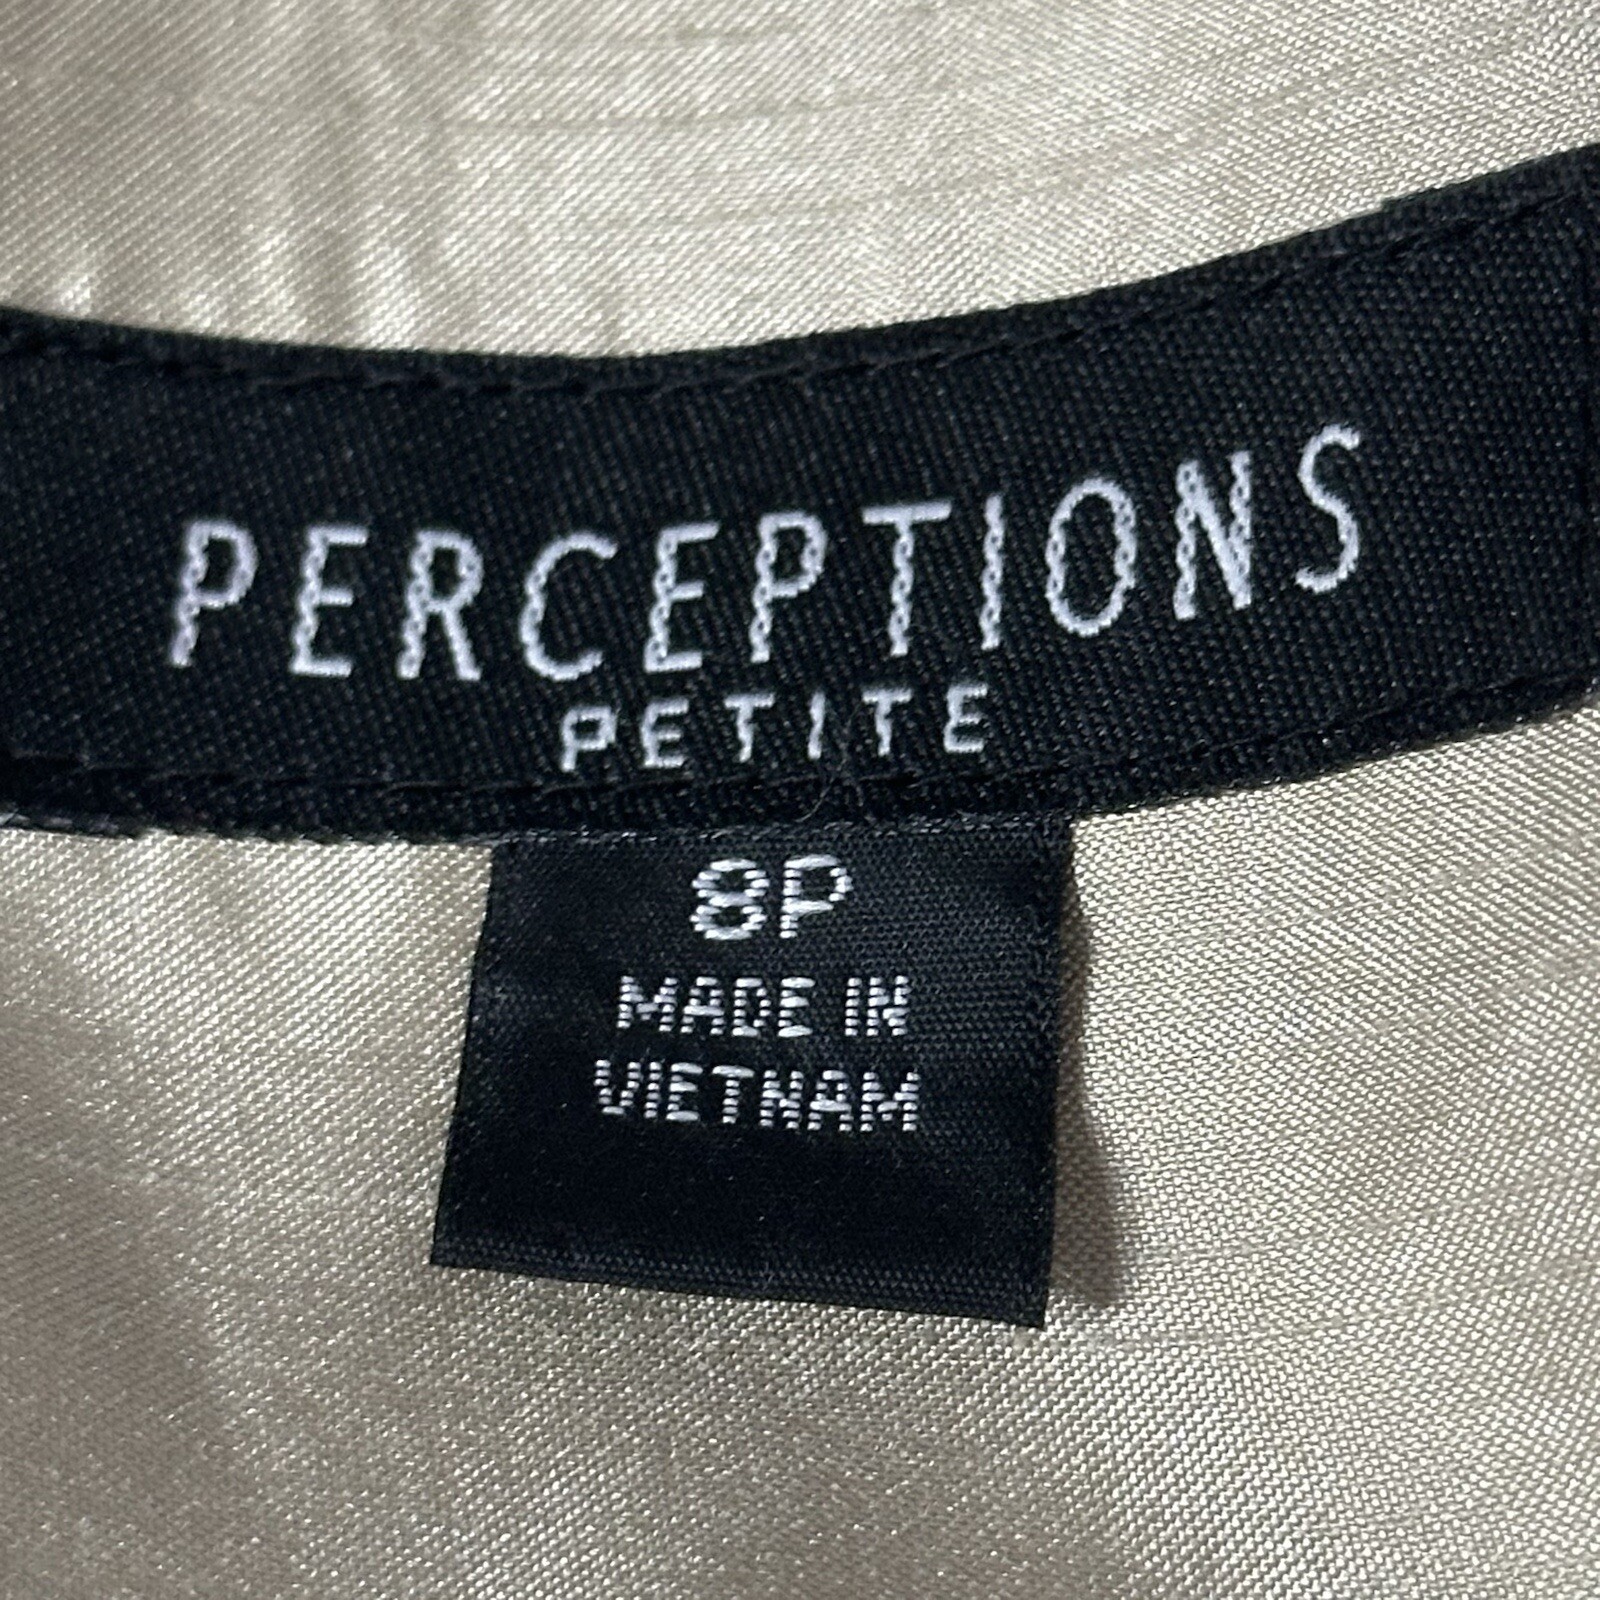 PERCEPTIONS
PETITE
8P
MADE IN
VIETNAM